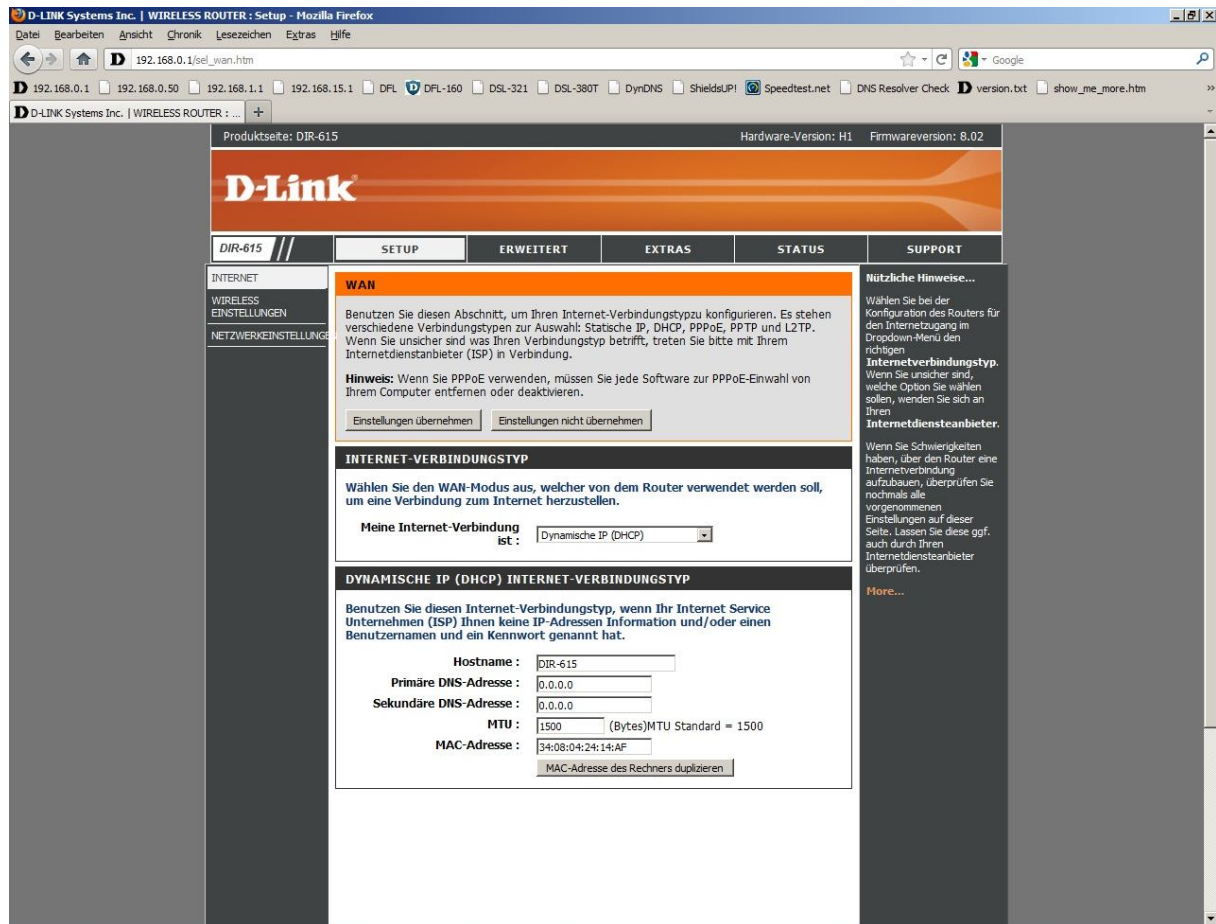 D-LINK Systems Inc. | WIRELESS ROUTER : Setup - Mozilla Firefox
Datei Bearbeiten Ansicht Chronik Lesezeichen Extras Hilfe
192.168.0.1/sel_wan.htm
Google
192.168.0.1 192.168.0.50 192.168.1.1 192.168.15.1 DFL DFL-160 DSL-321 DSL-380T DynDNS ShieldsUP! Speedtest.net DNS Resolver Check version.txt show_me_more.htm »
D-LINK Systems Inc. | WIRELESS ROUTER : ... +
Produktseite: DIR-615 Hardware-Version: H1 Firmwareversion: 8.02
D-Link
DIR-615 // SETUP ERWEITERT EXTRAS STATUS SUPPORT
INTERNET
WIRELESS
EINSTELLUNGEN
NETZWERKEINSTELLUNGEN
WAN
Benutzen Sie diesen Abschnitt, um Ihren Internet-Verbindungstypzu konfigurieren. Es stehen
verschiedene Verbindungstypen zur Auswahl: Statische IP, DHCP, PPPoE, PPTP und L2TP.
Wenn Sie unsicher sind was Ihren Verbindungstyp betrifft, treten Sie bitte mit Ihrem
Internetdienstanbieter (ISP) in Verbindung.
Hinweis: Wenn Sie PPPoE verwenden, müssen Sie jede Software zur PPPoE-Einwahl von
Ihrem Computer entfernen oder deaktivieren.
Einstellungen übernehmen Einstellungen nicht übernehmen
INTERNET-VERBINDUNGSTYP
Wählen Sie den WAN-Modus aus, welcher von dem Router verwendet werden soll,
um eine Verbindung zum Internet herzustellen.
Meine Internet-Verbindung
ist : Dynamische IP (DHCP)
DYNAMISCHE IP (DHCP) INTERNET-VERBINDUNGSTYP
Benutzen Sie diesen Internet-Verbindungstyp, wenn Ihr Internet Service
Unternehmen (ISP) Ihnen keine IP-Adressen Information und/oder einen
Benutzernamen und ein Kennwort genannt hat.
Hostname : DIR-615
Primäre DNS-Adresse : 0.0.0.0
Sekundäre DNS-Adresse : 0.0.0.0
MTU : 1500 (Bytes)MTU Standard = 1500
MAC-Adresse : 34:08:04:24:14:AF
MAC-Adresse des Rechners duplizieren
Nützliche Hinweise...
Wählen Sie bei der
Konfiguration des Routers für
den Internetzugang im
Dropdown-Menü den
richtigen
Internetverbindungstyp.
Wenn Sie unsicher sind,
welche Option Sie wählen
sollen, wenden Sie sich an
Ihren
Internetdiensteanbieter.
Wenn Sie Schwierigkeiten
haben, über den Router eine
Internetverbindung
aufzubauen, überprüfen Sie
nochmals alle
vorgenommenen
Einstellungen auf dieser
Seite. Lassen Sie diese ggf.
auch durch Ihren
Internetdiensteanbieter
überprüfen.
More...